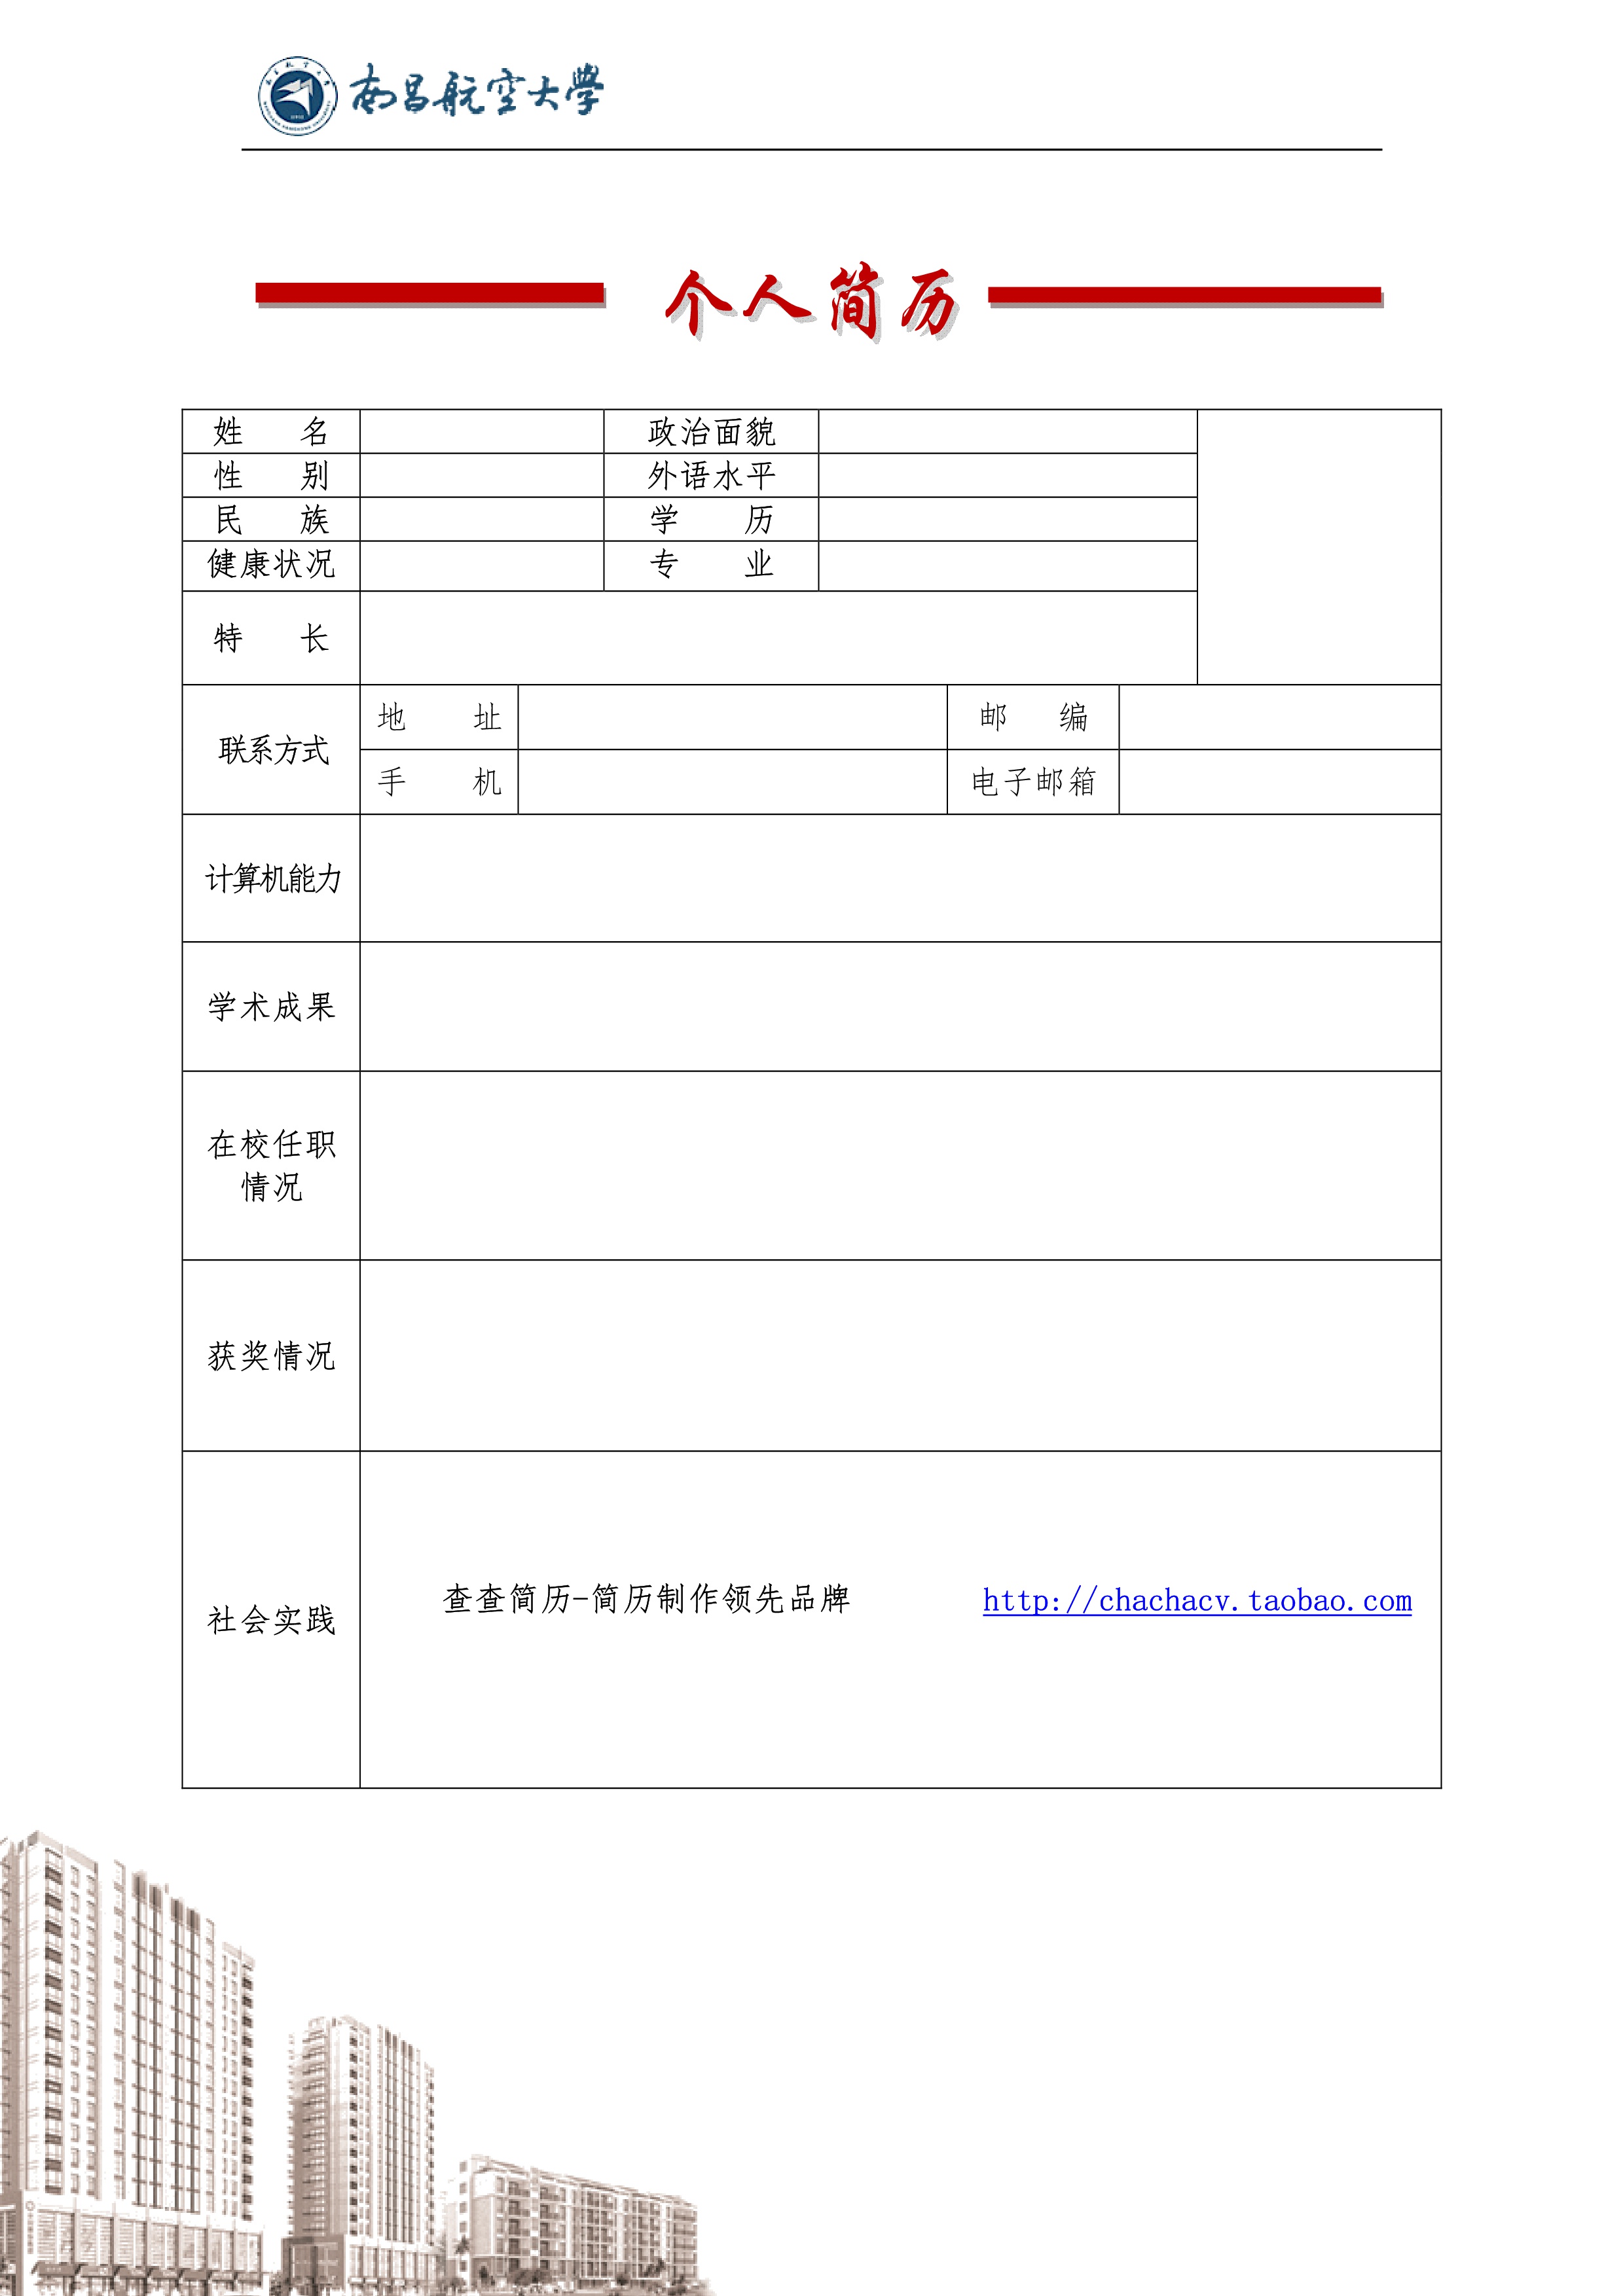 南昌航空大学
个人简历
姓 名 政治面貌
性 别 外语水平
民 族 学 历
健康状况 专 业
特 长
联系方式
地 址 邮 编
手 机 电子邮箱
计算机能力
学术成果
在校任职
情况
获奖情况
社会实践
查查简历-简历制作领先品牌 http://chachacv.taobao.com